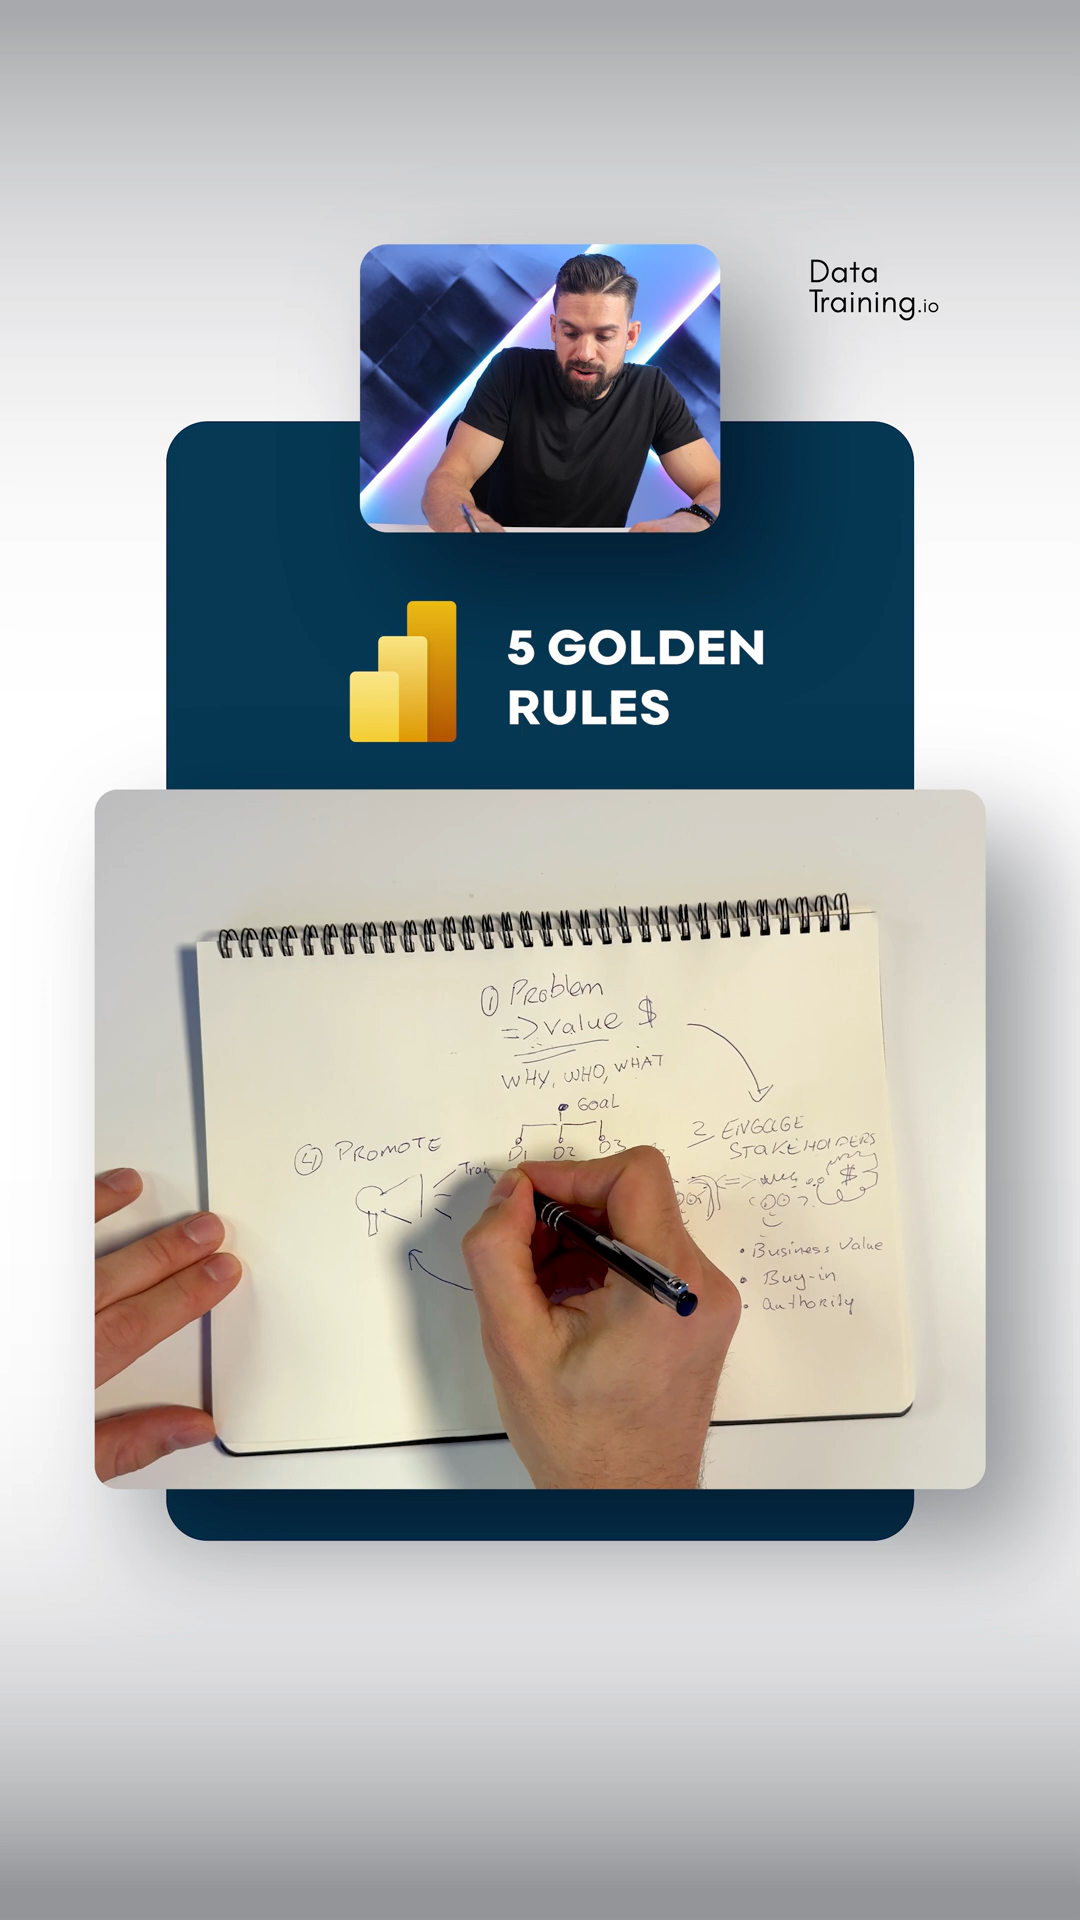 Data
Training.io
5 GOLDEN
RULES
① Problem
=> value $
WHY, WHO, WHAT
Goal
D1 D2 D3
2 ENGAGE
STAKEHOLDERS
=>
$
• Business Value
• Buy-in
• authority
④ PROMOTE
Trai